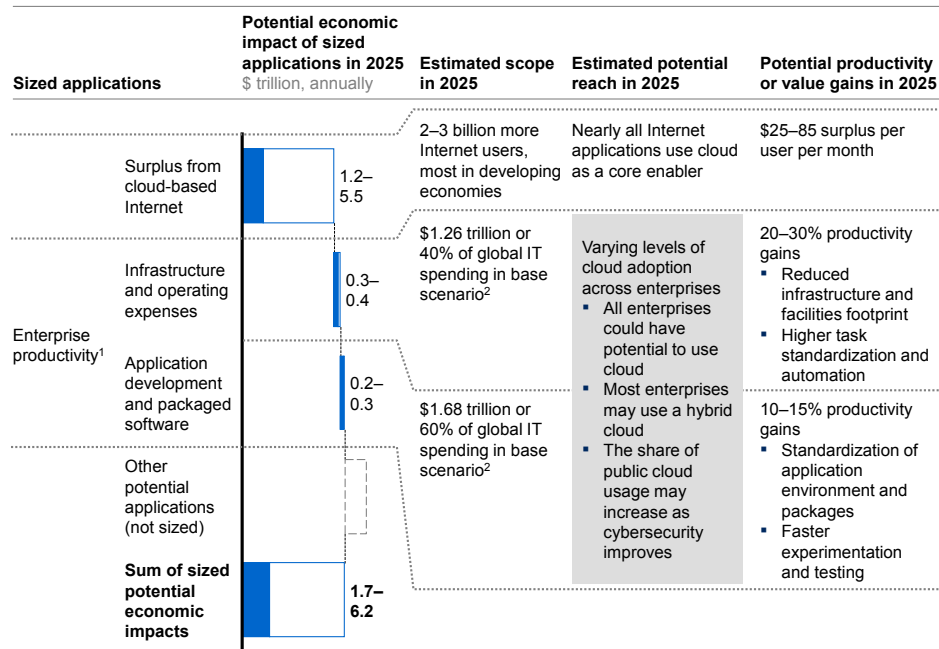 Sized applications
Potential economic
impact of sized
applications in 2025
$ trillion, annually
Estimated scope
in 2025
Estimated potential
reach in 2025
Potential productivity
or value gains in 2025
Surplus from
cloud-based
Internet
1.2–
5.5
2–3 billion more
Internet users,
most in developing
economies
Nearly all Internet
applications use cloud
as a core enabler
$25–85 surplus per
user per month
Enterprise
productivity1
Infrastructure
and operating
expenses
0.3–
0.4
$1.26 trillion or
40% of global IT
spending in base
scenario2
Varying levels of
cloud adoption
across enterprises
▪ All enterprises
could have
potential to use
cloud
▪ Most enterprises
may use a hybrid
cloud
▪ The share of
public cloud
usage may
increase as
cybersecurity
improves
20–30% productivity
gains
▪ Reduced
infrastructure and
facilities footprint
▪ Higher task
standardization and
automation
Application
development
and packaged
software
0.2–
0.3
$1.68 trillion or
60% of global IT
spending in base
scenario2
10–15% productivity
gains
▪ Standardization of
application
environment and
packages
▪ Faster
experimentation
and testing
Other
potential
applications
(not sized)
Sum of sized
potential
economic
impacts
1.7–
6.2